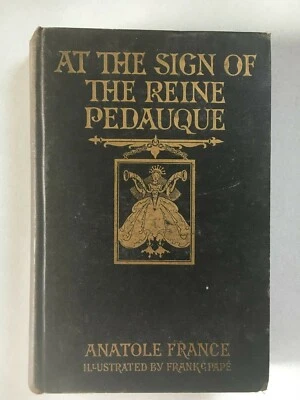 AT THE SIGN OF
THE REINE
PEDAUQUE
ANATOLE FRANCE
ILLUSTRATED BY FRANK C. PAPÉ